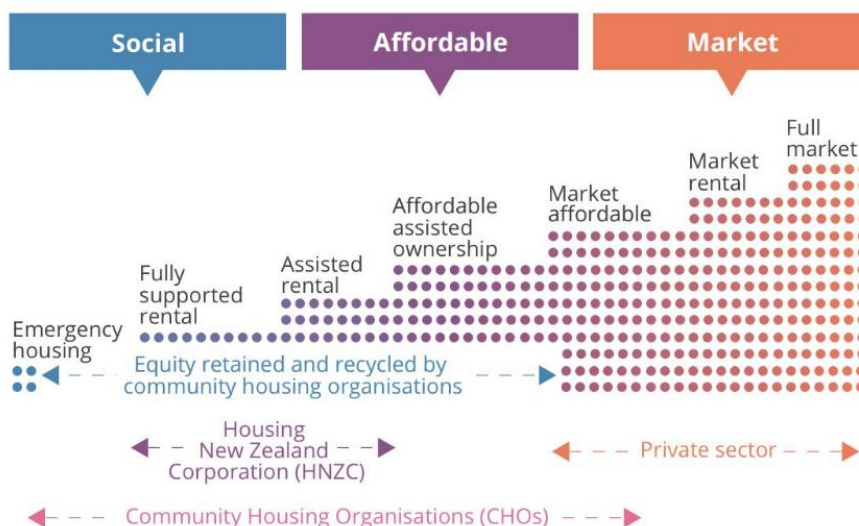 Social
Affordable
Market
Emergency
housing
Fully
supported
rental
Assisted
rental
Affordable
assisted
ownership
Market
affordable
Market
rental
Full
market
Equity retained and recycled by
community housing organisations
Housing
New Zealand
Corporation (HNZC)
Private sector
Community Housing Organisations (CHOs)